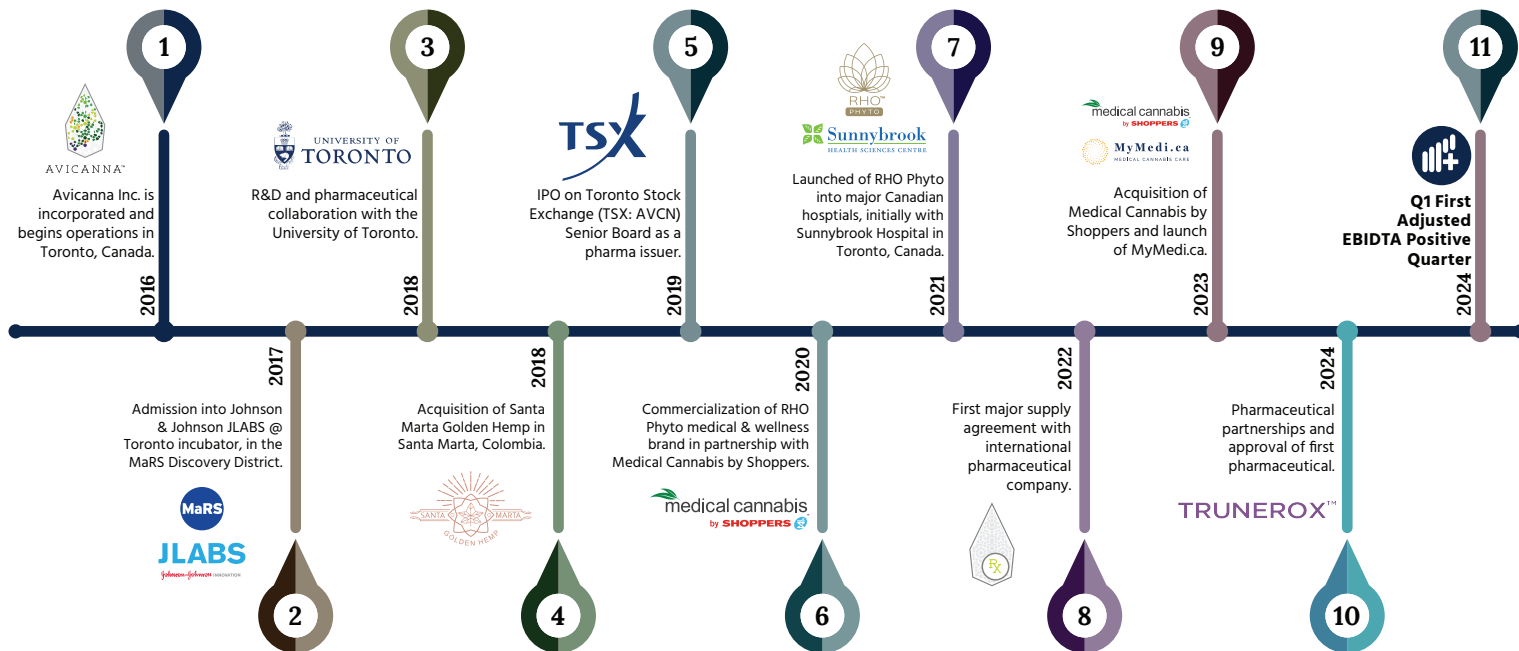 1
AVICANNA™
Avicanna Inc. is
incorporated and
begins operations in
Toronto, Canada.
2016
2017
Admission into Johnson
& Johnson JLABS @
Toronto incubator, in the
MaRS Discovery District.
MaRS
JLABS
Johnson & Johnson INNOVATION
2
3
UNIVERSITY OF
TORONTO
R&D and pharmaceutical
collaboration with the
University of Toronto.
2018
2018
Acquisition of Santa
Marta Golden Hemp in
Santa Marta, Colombia.
SANTA MARTA
GOLDEN HEMP
4
5
TSX
IPO on Toronto Stock
Exchange (TSX: AVCN)
Senior Board as a
pharma issuer.
2019
2020
Commercialization of RHO
Phyto medical & wellness
brand in partnership with
Medical Cannabis by Shoppers.
medical cannabis
by SHOPPERS
6
7
RHO™
PHYTO
Sunnybrook
HEALTH SCIENCES CENTRE
Launched of RHO Phyto
into major Canadian
hosptials, initially with
Sunnybrook Hospital in
Toronto, Canada.
2021
2022
First major supply
agreement with
international
pharmaceutical
company.
RX
8
9
medical cannabis
by SHOPPERS
MyMedi.ca
MEDICAL CANNABIS CARE
Acquisition of
Medical Cannabis by
Shoppers and launch
of MyMedi.ca.
2023
2024
Pharmaceutical
partnerships and
approval of first
pharmaceutical.
TRUNEROX™
10
11
Q1 First
Adjusted
EBIDTA Positive
Quarter
2024